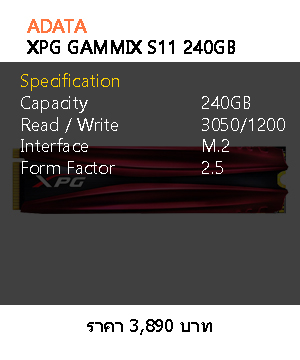 ADATA
XPG GAMMIX S11 240GB
Specification
Capacity 240GB
Read / Write 3050/1200
Interface M.2
Form Factor 2.5
XPG
ราคา 3,890 บาท